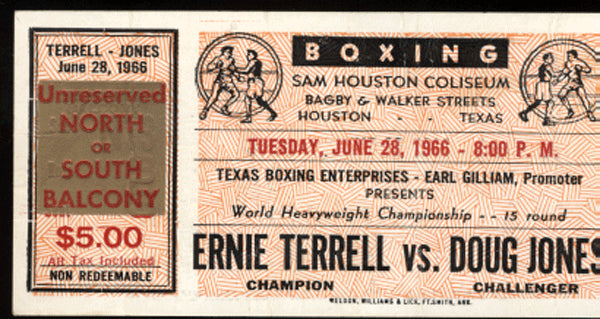 TERRELL - JONES
June 28, 1966
Unreserved
NORTH
OR
SOUTH
BALCONY
$5.00
All Tax Included
NON REDEEMABLE
BOXING
SAM HOUSTON COLISEUM
BAGBY & WALKER STREETS
HOUSTON - - TEXAS
TUESDAY, JUNE 28, 1966 - 8:00 P. M.
TEXAS BOXING ENTERPRISES - EARL GILLIAM, Promoter
PRESENTS
World Heavyweight Championship - - 15 round
ERNIE TERRELL vs. DOUG JONES
CHAMPION CHALLENGER
WELDON, WILLIAMS & LICK, FT. SMITH, ARK.